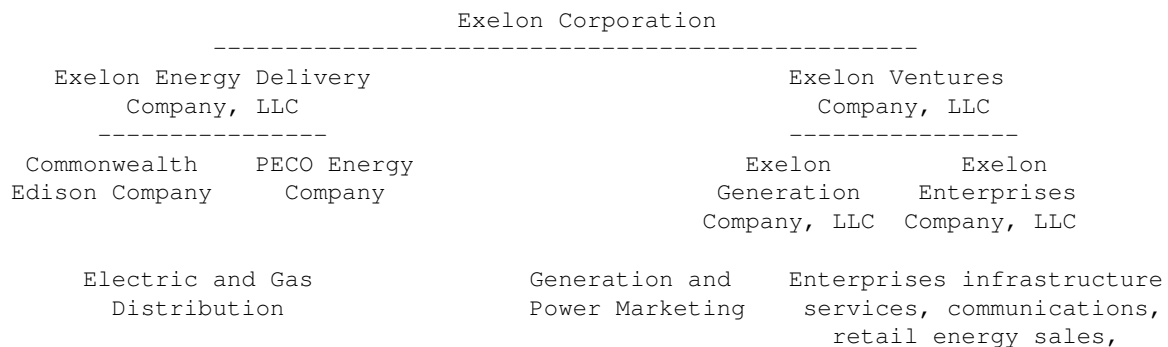 Exelon Corporation
--------------------------------------------------
Exelon Energy Delivery Exelon Ventures
Company, LLC Company, LLC
---------------- ----------------
Commonwealth PECO Energy Exelon Exelon
Edison Company Company Generation Enterprises
Company, LLC Company, LLC
Electric and Gas Generation and Enterprises infrastructure
Distribution Power Marketing services, communications,
retail energy sales,